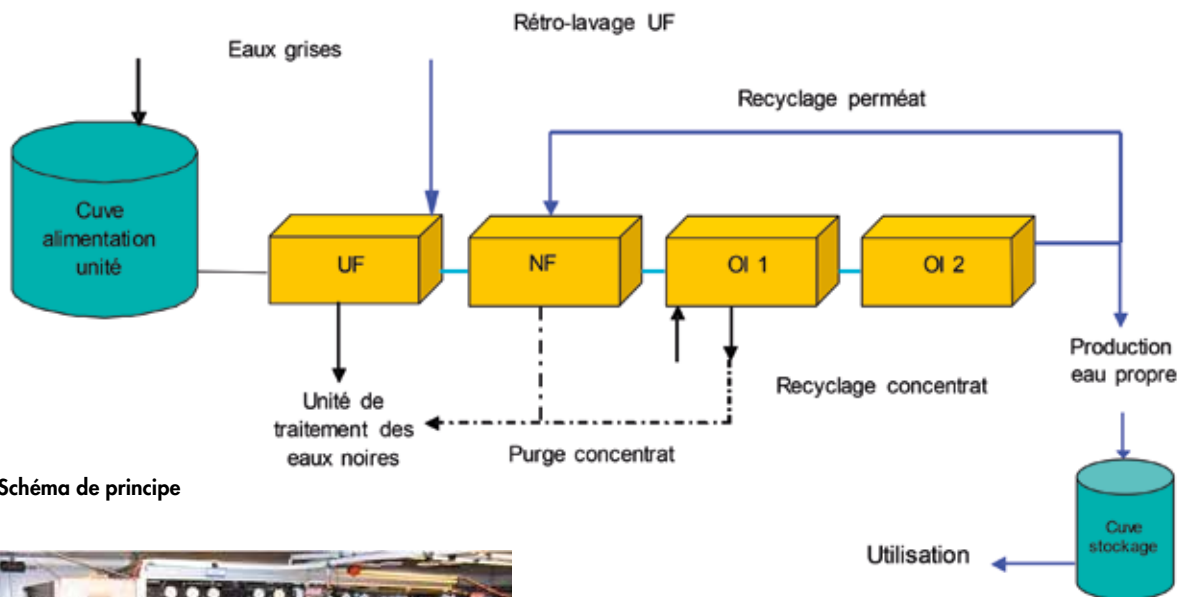 Rétro-lavage UF
Eaux grises
Recyclage perméat
Cuve
alimentation
unité
UF
NF
OI 1
OI 2
Production
eau propre
Recyclage concentrat
Unité de
traitement des
eaux noires
Purge concentrat
Schéma de principe
Cuve
stockage
Utilisation